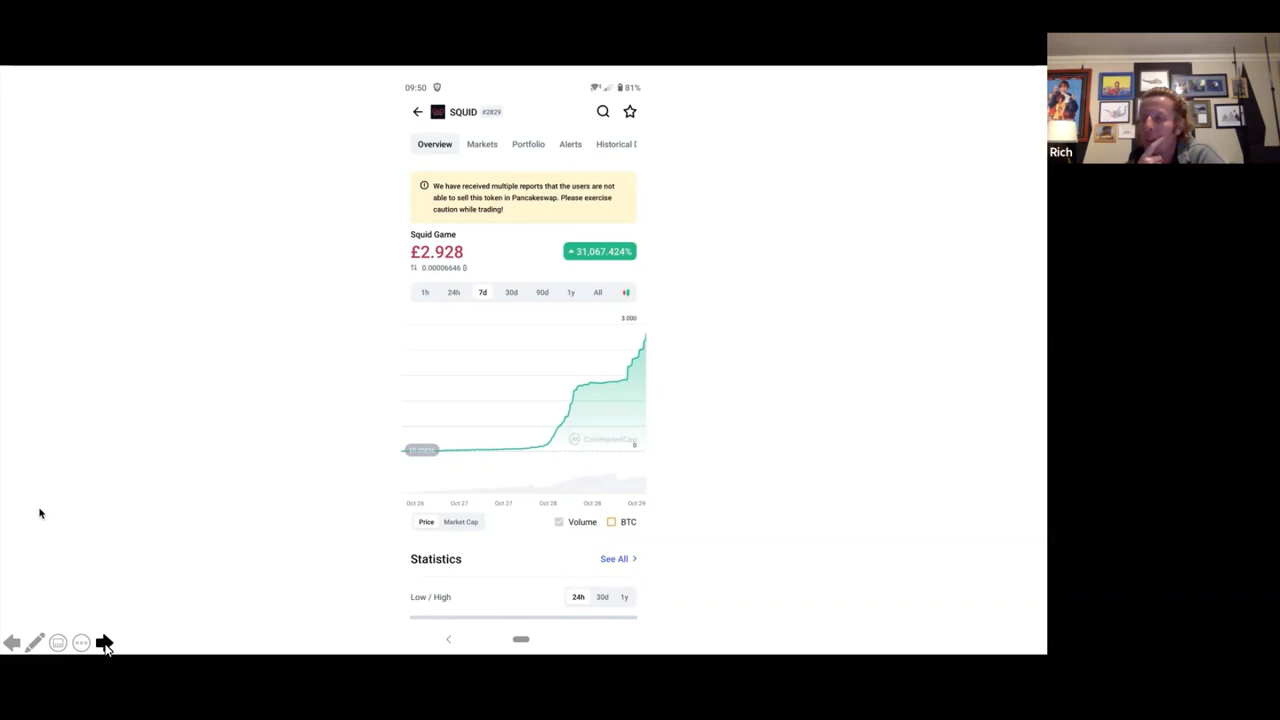 09:50
81%
SQUID #2829
Overview Markets Portfolio Alerts Historical D
We have received multiple reports that the users are not
able to sell this token in Pancakeswap. Please exercise
caution while trading!
Squid Game
£2.928
31,067.424%
0.00006646 ₿
1h 24h 7d 30d 90d 1y All
3.000
CoinMarketCap
0
Oct 26 Oct 27 Oct 27 Oct 28 Oct 28 Oct 29
Price Market Cap Volume BTC
Statistics See All >
Low / High 24h 30d 1y
Rich